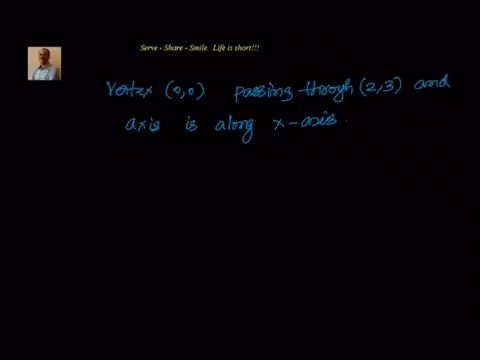 Serve - Share - Smile. Life is short!!!
Vertex (0,0) passing through (2,3) and
axis is along x-axis.